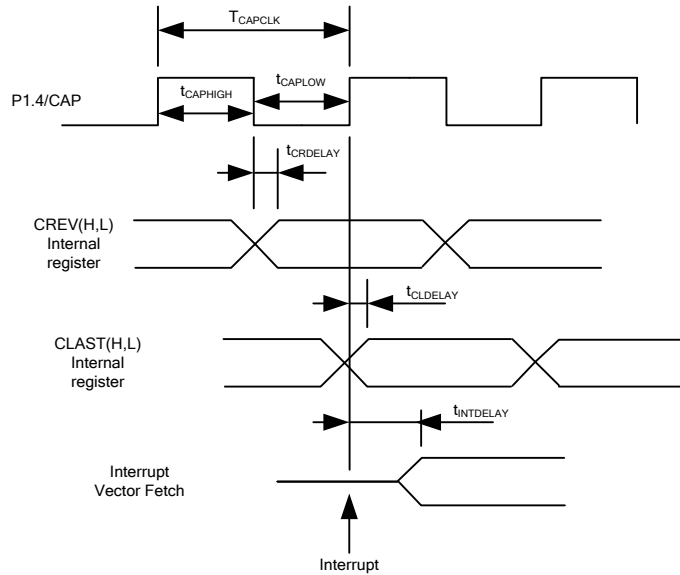 TCAPCLK
P1.4/CAP
tCAPHIGH
tCAPLOW
tCRDELAY
CREV(H,L)
Internal
register
tCLDELAY
CLAST(H,L)
Internal
register
tINTDELAY
Interrupt
Vector Fetch
Interrupt